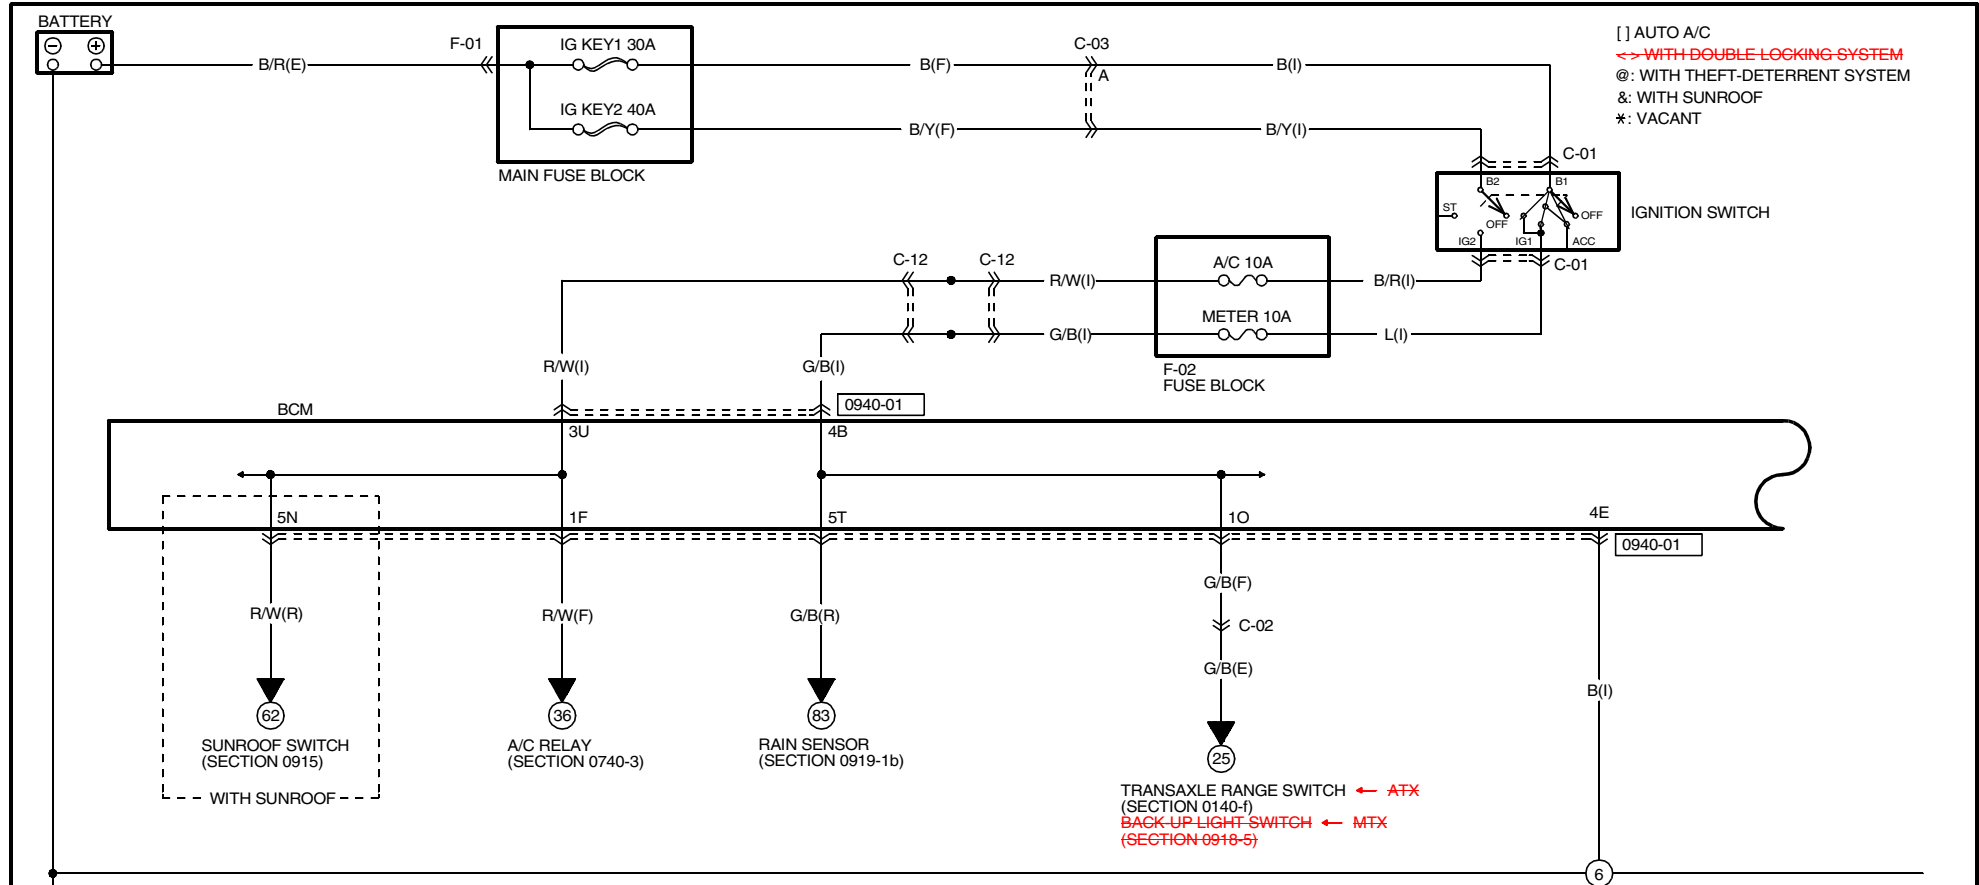 BATTERY
− +
B/R(E)
F-01
IG KEY1 30A
IG KEY2 40A
MAIN FUSE BLOCK
B(F)
C-03
A
B(I)
B/Y(F)
B/Y(I)
[ ] AUTO A/C
< > WITH DOUBLE LOCKING SYSTEM
@: WITH THEFT-DETERRENT SYSTEM
&: WITH SUNROOF
*: VACANT
C-01
B2
B1
ST
OFF
OFF
IG2
IG1
ACC
IGNITION SWITCH
C-01
C-12
C-12
R/W(I)
A/C 10A
B/R(I)
G/B(I)
METER 10A
L(I)
F-02
FUSE BLOCK
R/W(I)
G/B(I)
BCM
0940-01
3U
4B
5N
1F
5T
1O
4E
0940-01
R/W(R)
R/W(F)
G/B(R)
G/B(F)
C-02
G/B(E)
B(I)
62
SUNROOF SWITCH
(SECTION 0915)
WITH SUNROOF
36
A/C RELAY
(SECTION 0740-3)
83
RAIN SENSOR
(SECTION 0919-1b)
25
TRANSAXLE RANGE SWITCH ← ATX
(SECTION 0140-f)
BACK-UP LIGHT SWITCH ← MTX
(SECTION 0918-5)
6